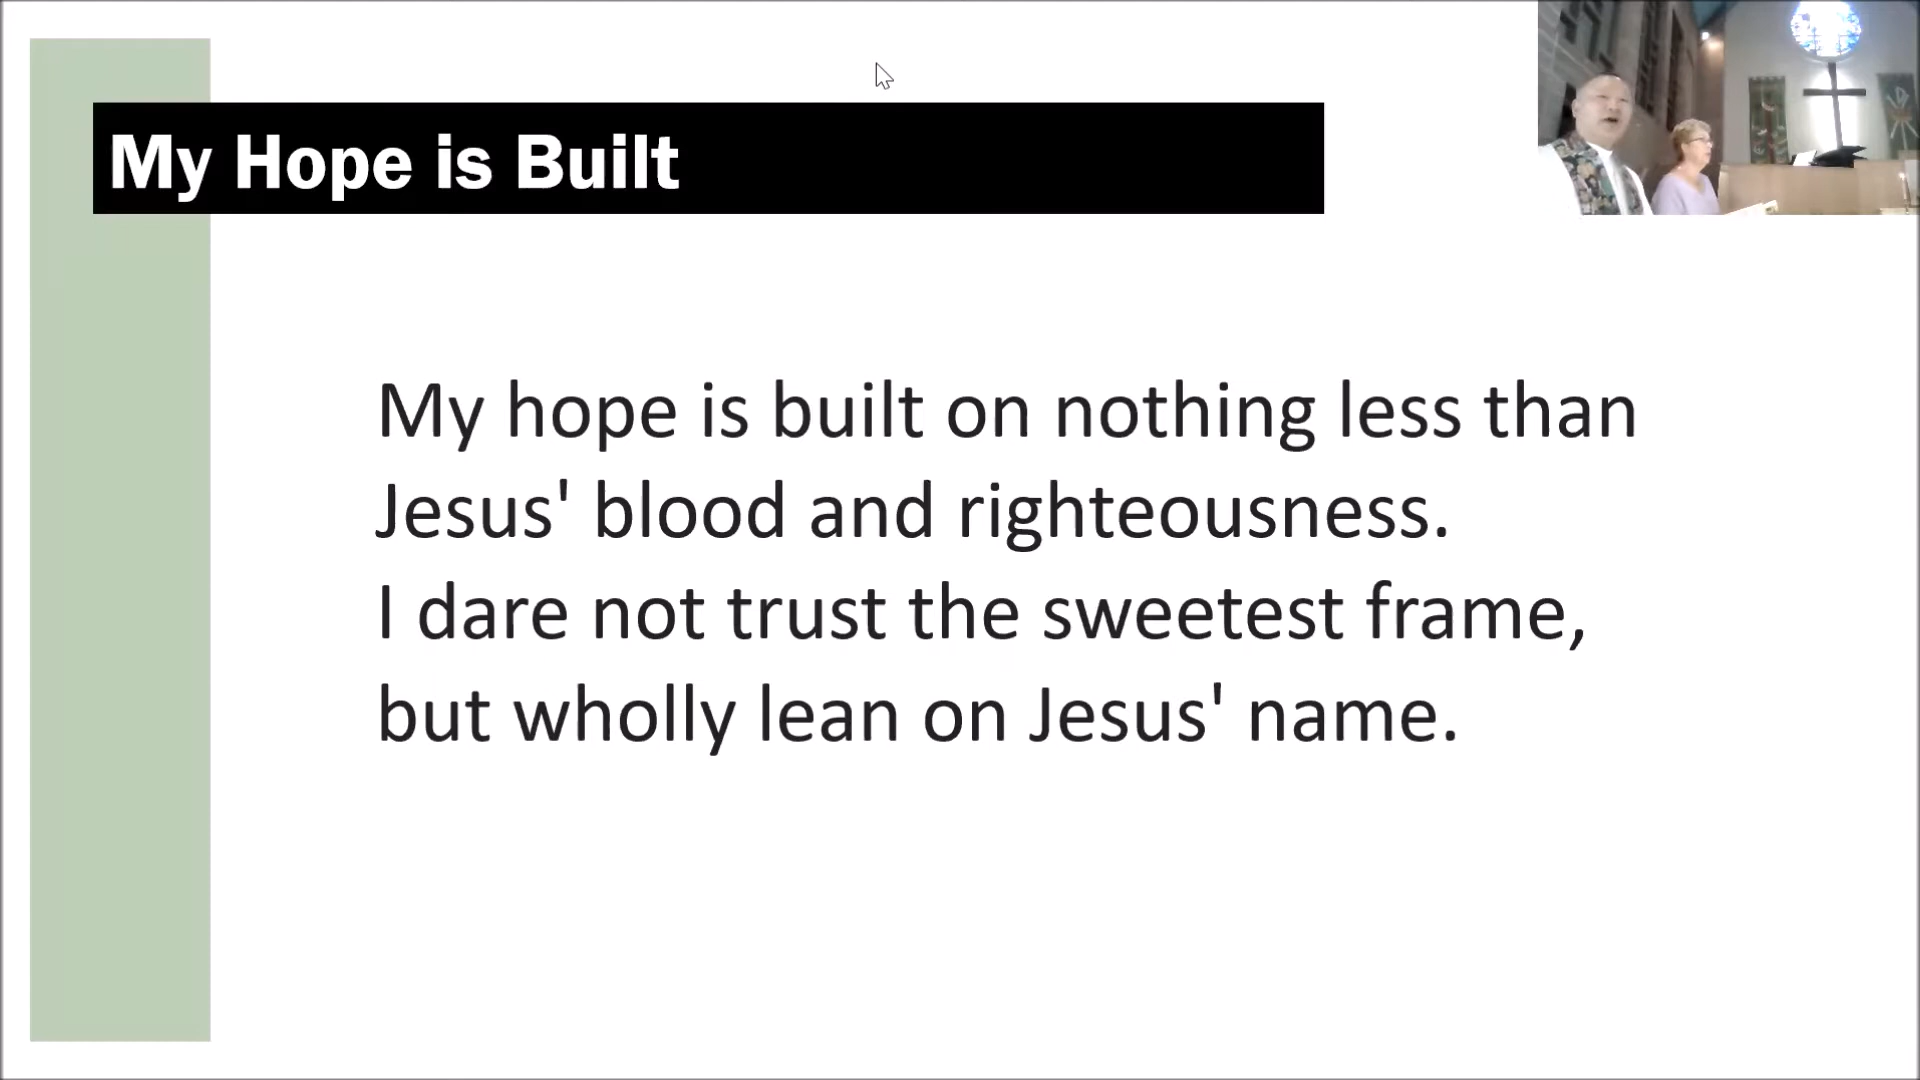 My Hope is Built
My hope is built on nothing less than
Jesus' blood and righteousness.
I dare not trust the sweetest frame,
but wholly lean on Jesus' name.